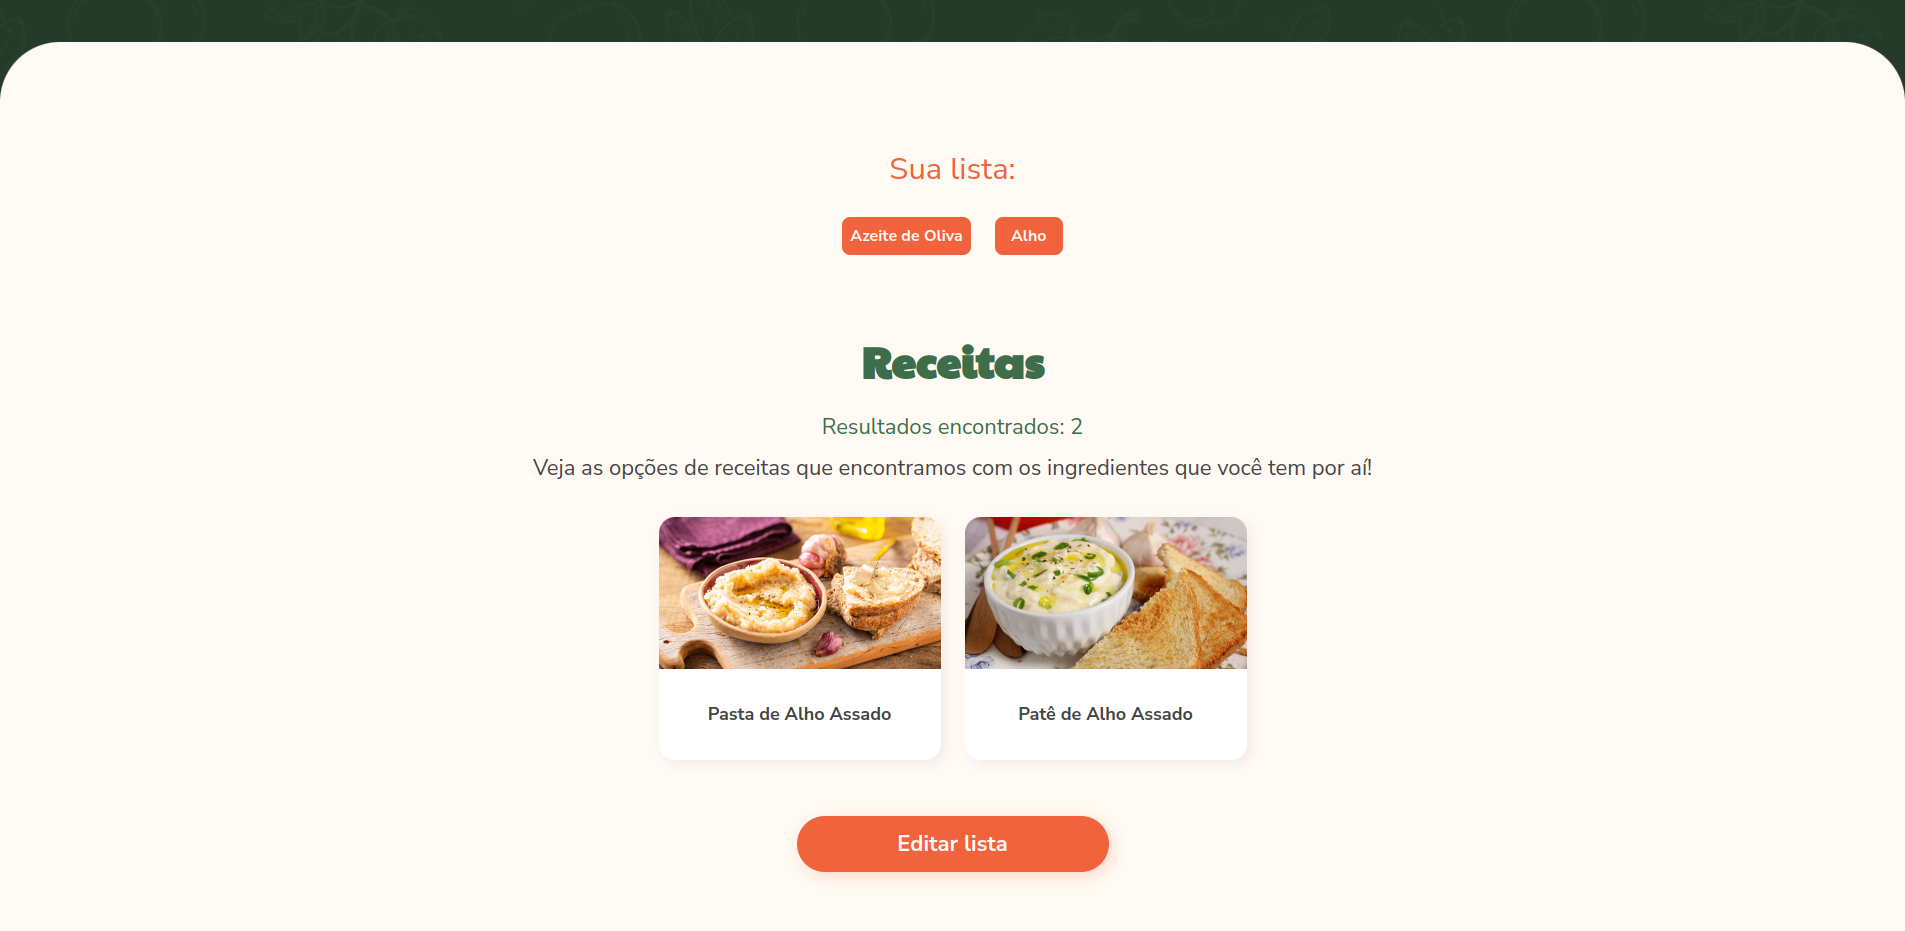 Sua lista:
Azeite de Oliva
Alho
Receitas
Resultados encontrados: 2
Veja as opções de receitas que encontramos com os ingredientes que você tem por aí!
Pasta de Alho Assado
Patê de Alho Assado
Editar lista